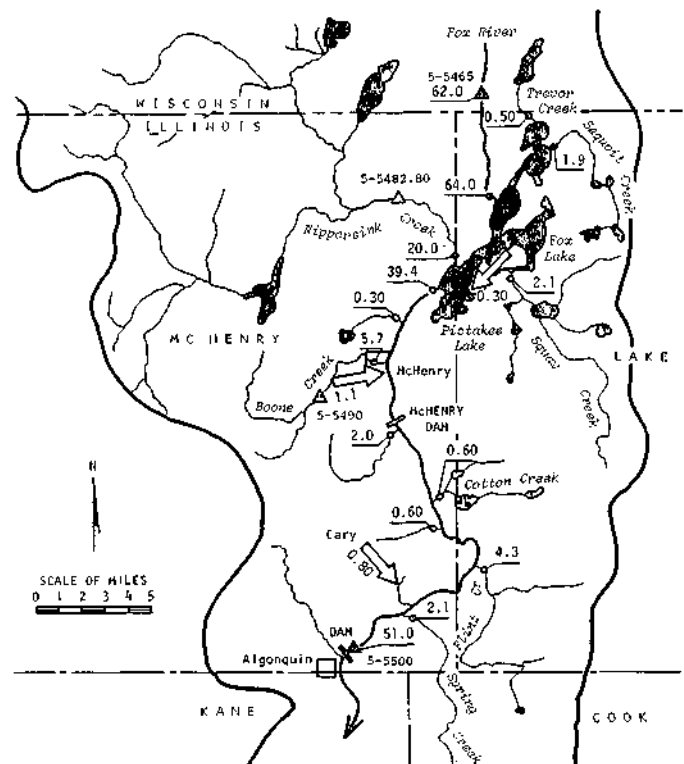 Fox River
5-5465
62.0
Trevor
Creek
WISCONSIN
ILLINOIS
0.50
Sequoit
Creek
1.9
5-5482.80
64.0
Nippersink
Creek
20.0
Fox
Lake
39.4
2.1
0.30
0.30
Pistakee
Lake
MC HENRY
5.7
LAKE
McHenry
Squaw
Creek
Boone
Creek
1.1
5-5490
McHENRY
DAM
2.0
0.60
N
Cotton Creek
0.60
Cary
0.80
4.3
SCALE OF MILES
0 1 2 3 4 5
2.1
Flint
Cr
DAM
51.0
Algonquin
5-5500
Spring
Creek
KANE
COOK